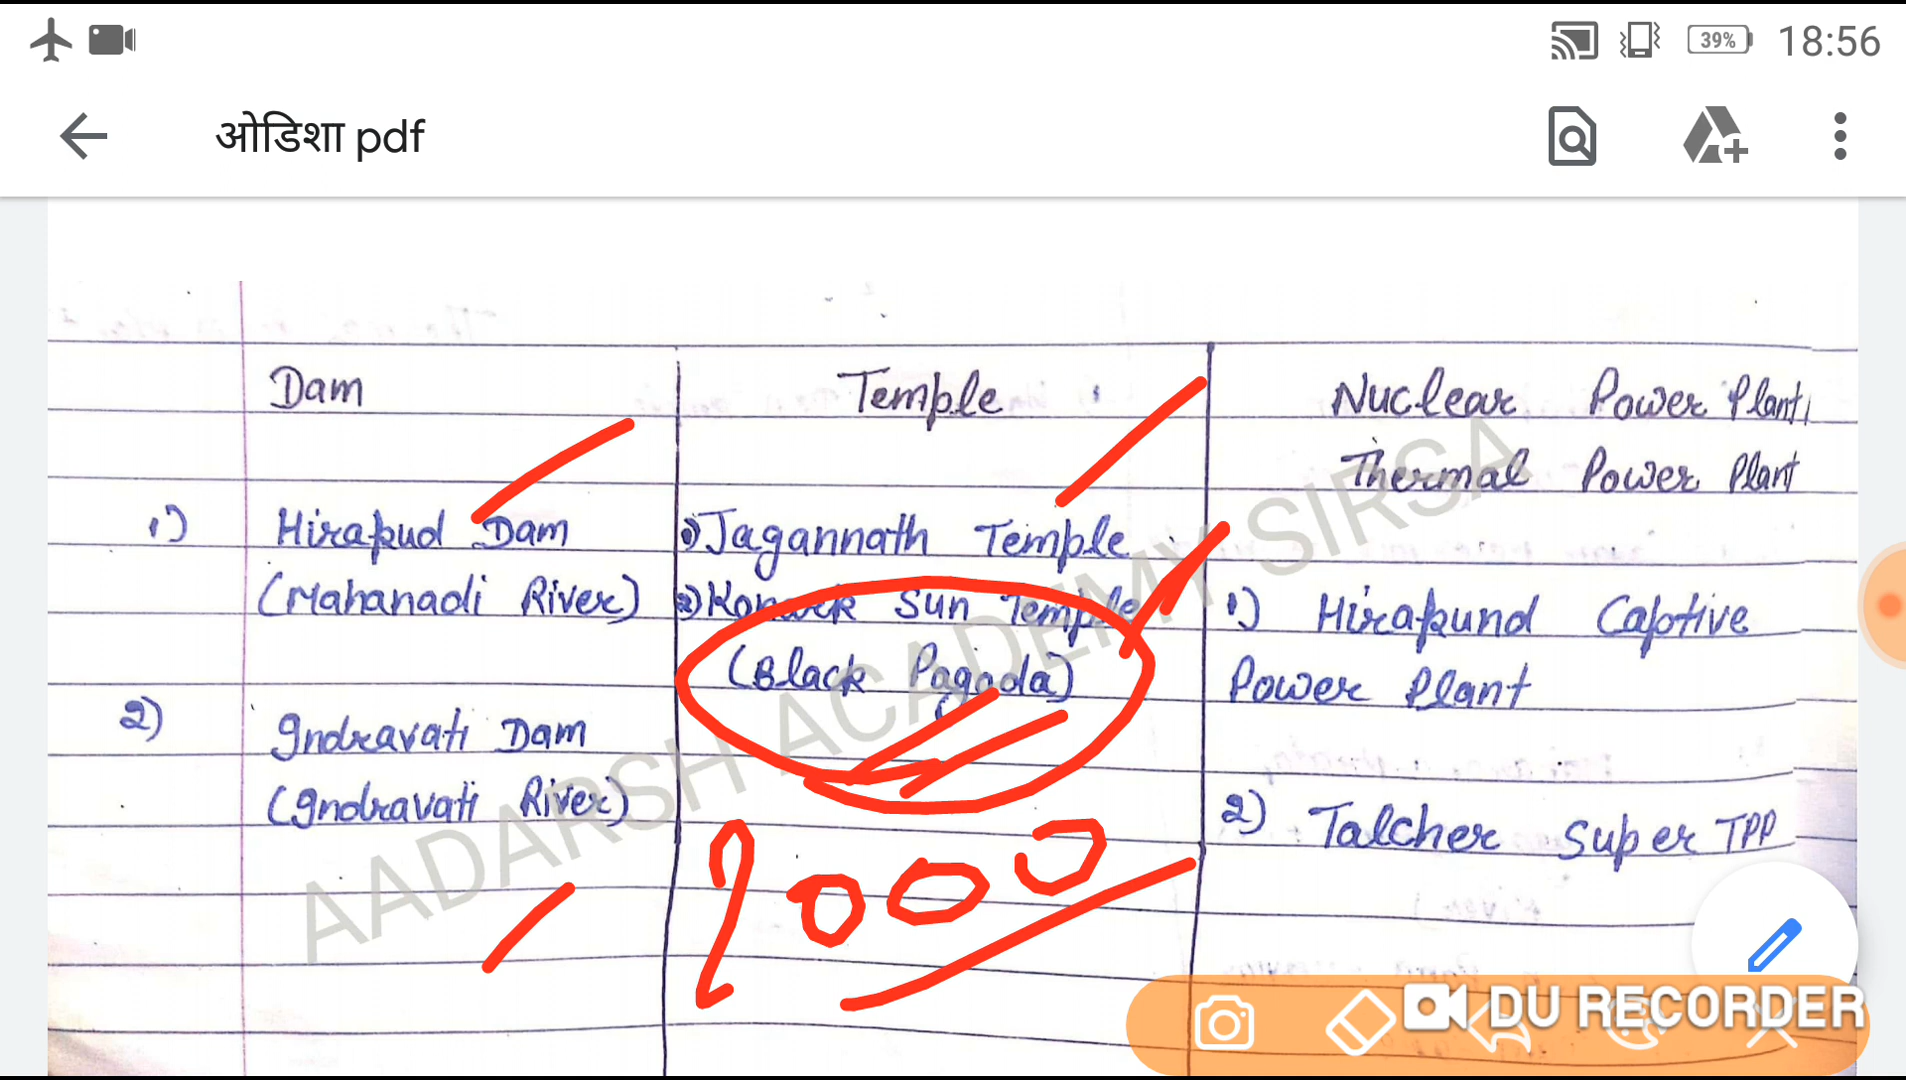 39% 18:56
ओडिशा pdf
Dam Temple Nuclear Power Plant,
Thermal Power Plant
1) Hirakud Dam 1) Jagannath Temple
(Mahanadi River) 2) Konark Sun Temple 1) Hirakund Captive
(Black Pagoda) Power Plant
2) Indravati Dam
(Indravati River) 2) Talcher Super TPP
2000
AADARSH ACADEMY SIRSA
DU RECORDER